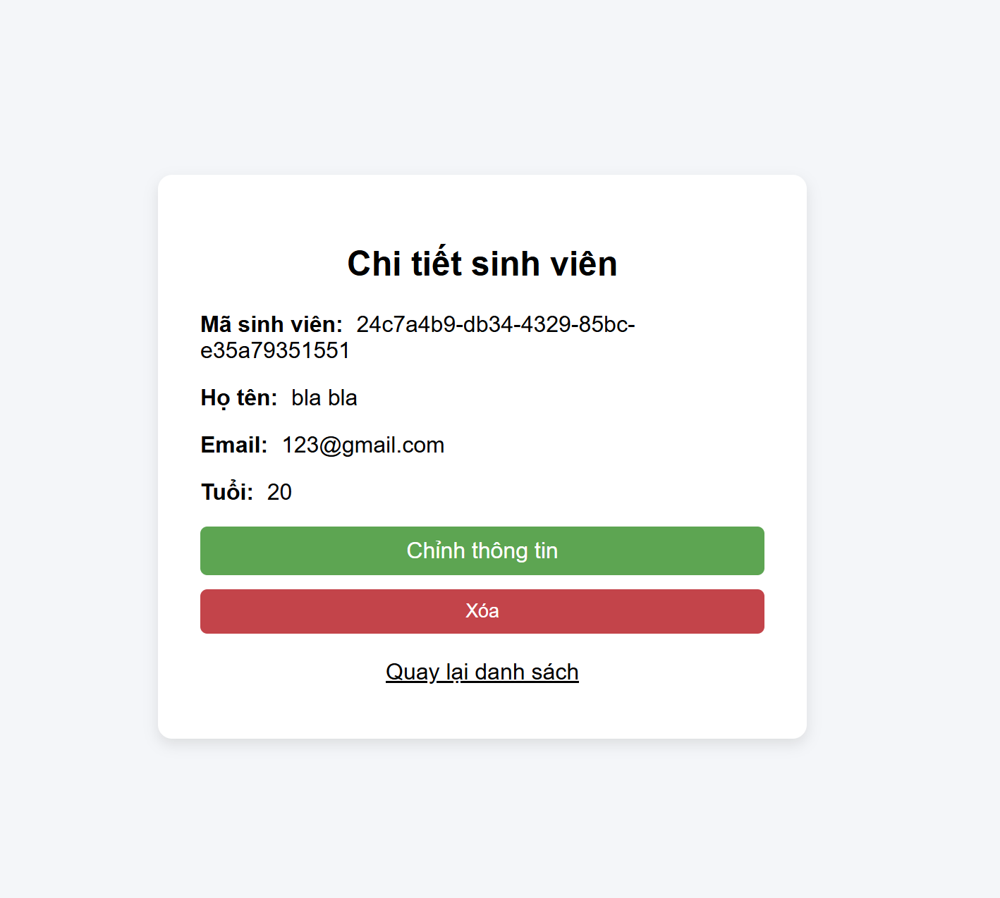 Chi tiết sinh viên
Mã sinh viên: 24c7a4b9-db34-4329-85bc-
e35a79351551
Họ tên: bla bla
Email: 123@gmail.com
Tuổi: 20
Chỉnh thông tin
Xóa
Quay lại danh sách